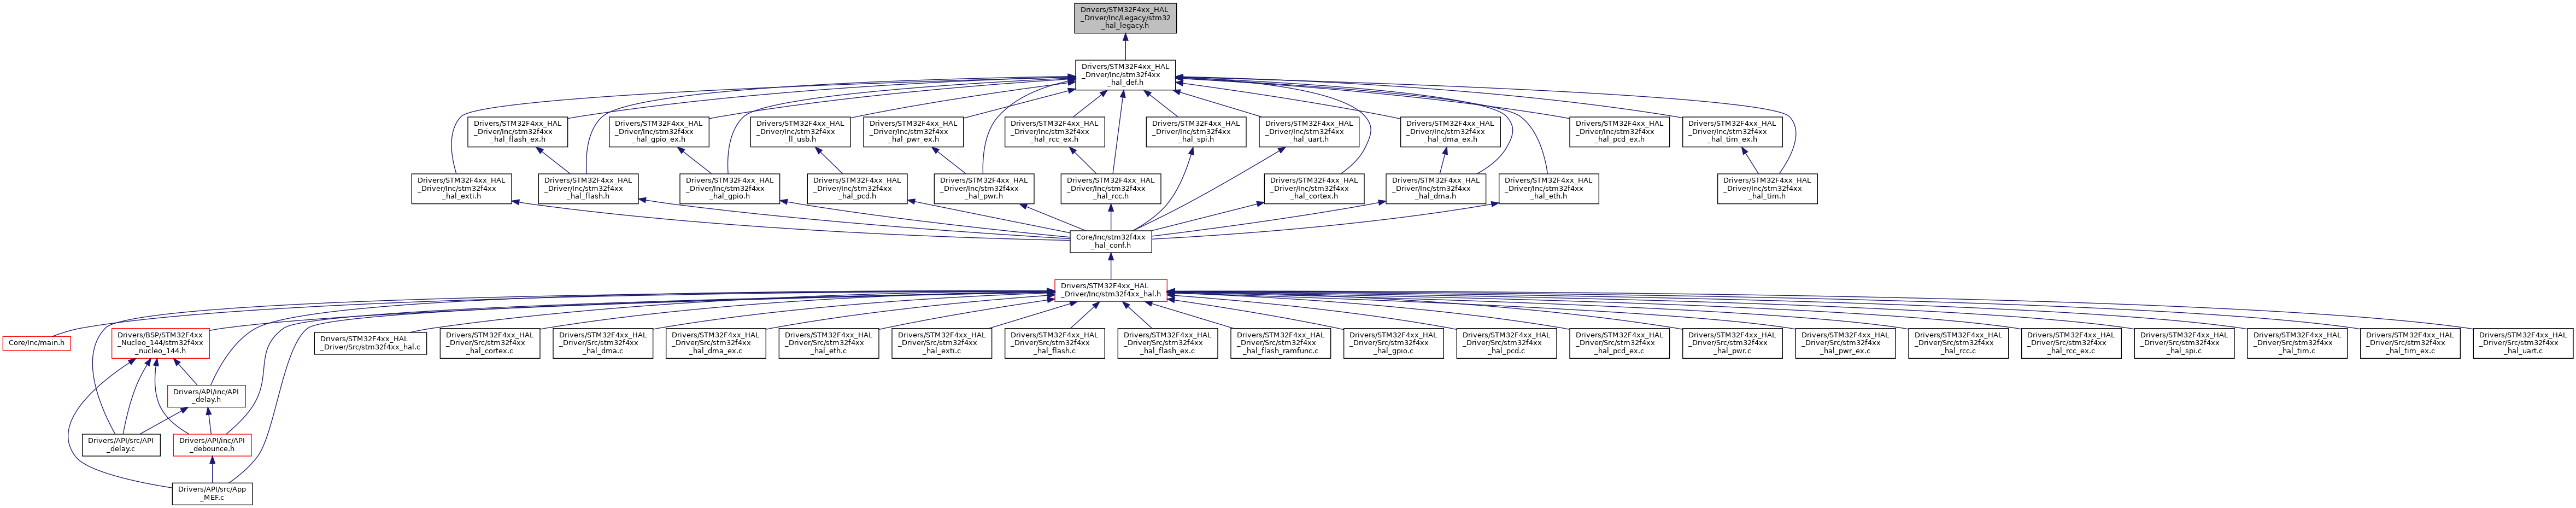 Drivers/STM32F4xx_HAL
_Driver/Inc/Legacy/stm32
_hal_legacy.h
Drivers/STM32F4xx_HAL
_Driver/Inc/stm32f4xx
_hal_def.h
Drivers/STM32F4xx_HAL
_Driver/Inc/stm32f4xx
_hal_flash_ex.h
Drivers/STM32F4xx_HAL
_Driver/Inc/stm32f4xx
_hal_gpio_ex.h
Drivers/STM32F4xx_HAL
_Driver/Inc/stm32f4xx
_ll_usb.h
Drivers/STM32F4xx_HAL
_Driver/Inc/stm32f4xx
_hal_pwr_ex.h
Drivers/STM32F4xx_HAL
_Driver/Inc/stm32f4xx
_hal_rcc_ex.h
Drivers/STM32F4xx_HAL
_Driver/Inc/stm32f4xx
_hal_spi.h
Drivers/STM32F4xx_HAL
_Driver/Inc/stm32f4xx
_hal_uart.h
Drivers/STM32F4xx_HAL
_Driver/Inc/stm32f4xx
_hal_dma_ex.h
Drivers/STM32F4xx_HAL
_Driver/Inc/stm32f4xx
_hal_pcd_ex.h
Drivers/STM32F4xx_HAL
_Driver/Inc/stm32f4xx
_hal_tim_ex.h
Drivers/STM32F4xx_HAL
_Driver/Inc/stm32f4xx
_hal_exti.h
Drivers/STM32F4xx_HAL
_Driver/Inc/stm32f4xx
_hal_flash.h
Drivers/STM32F4xx_HAL
_Driver/Inc/stm32f4xx
_hal_gpio.h
Drivers/STM32F4xx_HAL
_Driver/Inc/stm32f4xx
_hal_pcd.h
Drivers/STM32F4xx_HAL
_Driver/Inc/stm32f4xx
_hal_pwr.h
Drivers/STM32F4xx_HAL
_Driver/Inc/stm32f4xx
_hal_rcc.h
Drivers/STM32F4xx_HAL
_Driver/Inc/stm32f4xx
_hal_cortex.h
Drivers/STM32F4xx_HAL
_Driver/Inc/stm32f4xx
_hal_dma.h
Drivers/STM32F4xx_HAL
_Driver/Inc/stm32f4xx
_hal_eth.h
Drivers/STM32F4xx_HAL
_Driver/Inc/stm32f4xx
_hal_tim.h
Core/Inc/stm32f4xx
_hal_conf.h
Drivers/STM32F4xx_HAL
_Driver/Inc/stm32f4xx_hal.h
Core/Inc/main.h
Drivers/BSP/STM32F4xx
_Nucleo_144/stm32f4xx
_nucleo_144.h
Drivers/STM32F4xx_HAL
_Driver/Src/stm32f4xx_hal.c
Drivers/STM32F4xx_HAL
_Driver/Src/stm32f4xx
_hal_cortex.c
Drivers/STM32F4xx_HAL
_Driver/Src/stm32f4xx
_hal_dma.c
Drivers/STM32F4xx_HAL
_Driver/Src/stm32f4xx
_hal_dma_ex.c
Drivers/STM32F4xx_HAL
_Driver/Src/stm32f4xx
_hal_eth.c
Drivers/STM32F4xx_HAL
_Driver/Src/stm32f4xx
_hal_exti.c
Drivers/STM32F4xx_HAL
_Driver/Src/stm32f4xx
_hal_flash.c
Drivers/STM32F4xx_HAL
_Driver/Src/stm32f4xx
_hal_flash_ex.c
Drivers/STM32F4xx_HAL
_Driver/Src/stm32f4xx
_hal_flash_ramfunc.c
Drivers/STM32F4xx_HAL
_Driver/Src/stm32f4xx
_hal_gpio.c
Drivers/STM32F4xx_HAL
_Driver/Src/stm32f4xx
_hal_pcd.c
Drivers/STM32F4xx_HAL
_Driver/Src/stm32f4xx
_hal_pcd_ex.c
Drivers/STM32F4xx_HAL
_Driver/Src/stm32f4xx
_hal_pwr.c
Drivers/STM32F4xx_HAL
_Driver/Src/stm32f4xx
_hal_pwr_ex.c
Drivers/STM32F4xx_HAL
_Driver/Src/stm32f4xx
_hal_rcc.c
Drivers/STM32F4xx_HAL
_Driver/Src/stm32f4xx
_hal_rcc_ex.c
Drivers/STM32F4xx_HAL
_Driver/Src/stm32f4xx
_hal_spi.c
Drivers/STM32F4xx_HAL
_Driver/Src/stm32f4xx
_hal_tim.c
Drivers/STM32F4xx_HAL
_Driver/Src/stm32f4xx
_hal_tim_ex.c
Drivers/STM32F4xx_HAL
_Driver/Src/stm32f4xx
_hal_uart.c
Drivers/API/inc/API
_delay.h
Drivers/API/src/API
_delay.c
Drivers/API/inc/API
_debounce.h
Drivers/API/src/App
_MEF.c